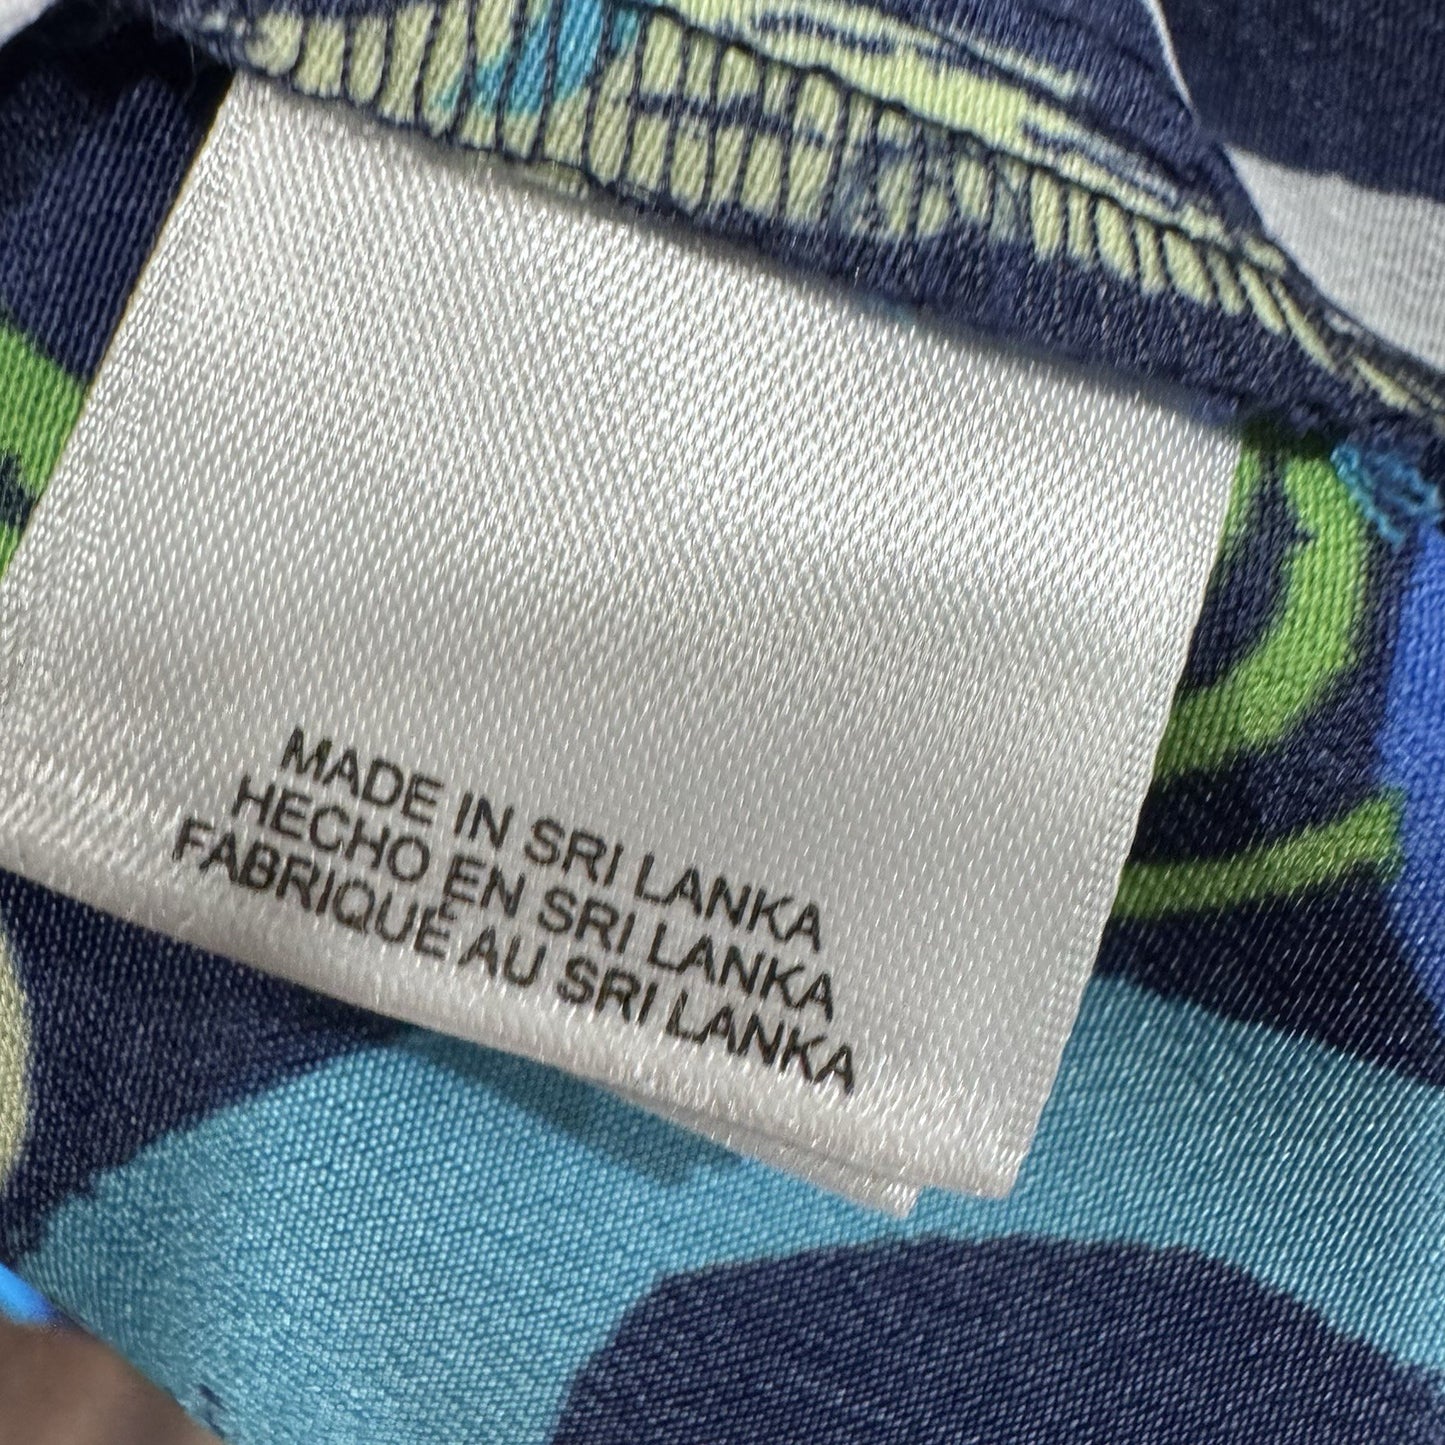 MADE IN SRI LANKA
HECHO EN SRI LANKA
FABRIQUÉ AU SRI LANKA